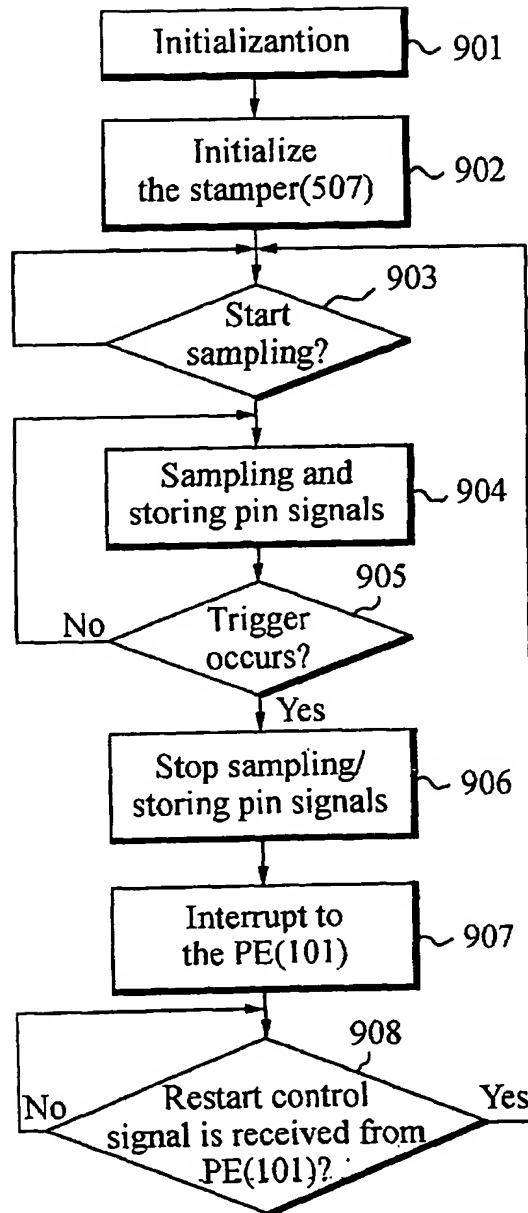 Initializantion
901
Initialize
the stamper(507)
902
903
Start
sampling?
Sampling and
storing pin signals
904
905
No
Trigger
occurs?
Yes
Stop sampling/
storing pin signals
906
Interrupt to
the PE(101)
907
908
No
Restart control
signal is received from
PE(101)?
Yes